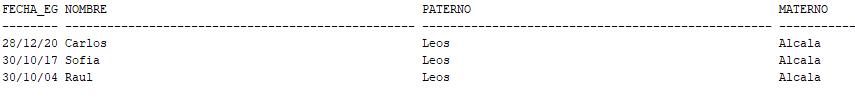 FECHA_EG NOMBRE PATERNO MATERNO
-------- -------------------------------------------------- -------------------------------------------------- -----------
28/12/20 Carlos Leos Alcala
30/10/17 Sofia Leos Alcala
30/10/04 Raul Leos Alcala